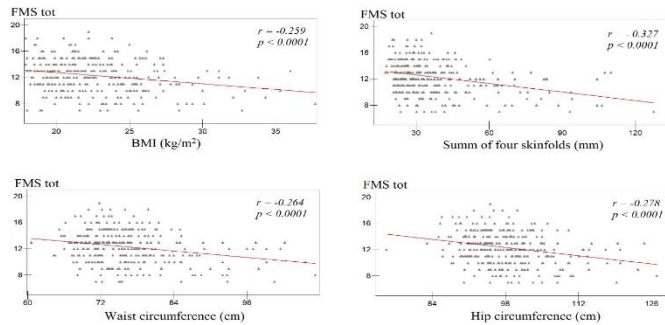 FMS tot
r = -0.259
p < 0.0001
20
16
12
8
20
25
30
35
BMI (kg/m²)
FMS tot
r = -0.327
p < 0.0001
20
16
12
8
30
60
90
120
Summ of four skinfolds (mm)
FMS tot
r = -0.264
p < 0.0001
20
16
12
8
60
72
84
96
Waist circumference (cm)
FMS tot
r = -0.278
p < 0.0001
20
16
12
8
84
98
112
126
Hip circumference (cm)